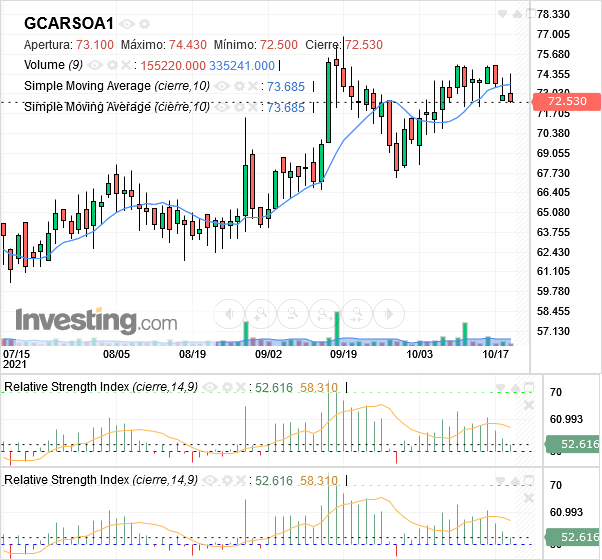 GCARSOA1
Apertura: 73.100 Máximo: 74.430 Mínimo: 72.500 Cierre: 72.530
Volume (9) : 155220.000 335241.000
Simple Moving Average (cierre,10) : 73.685
Simple Moving Average (cierre,10) : 73.685
78.330
77.005
75.680
74.355
72.530
71.705
70.380
69.055
67.730
66.405
65.080
63.755
62.430
61.105
59.780
58.455
57.130
Investing.com
07/15 08/05 08/19 09/02 09/19 10/03 10/17
2021
Relative Strength Index (cierre,14,9) : 52.616 58.310
70
60.993
52.616
Relative Strength Index (cierre,14,9) : 52.616 58.310
70
60.993
52.616